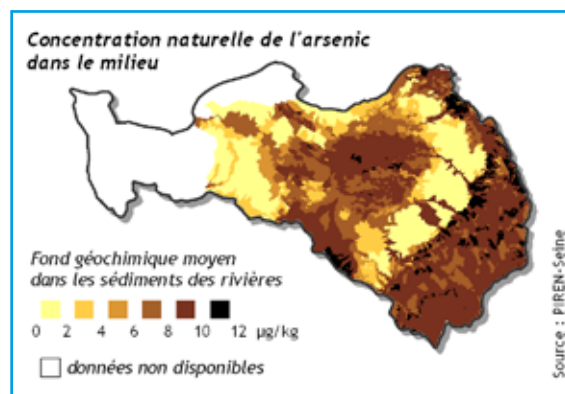 Concentration naturelle de l'arsenic
dans le milieu
Fond géochimique moyen
dans les sédiments des rivières
0 2 4 6 8 10 12 µg/kg
données non disponibles
Source : PIREN-Seine